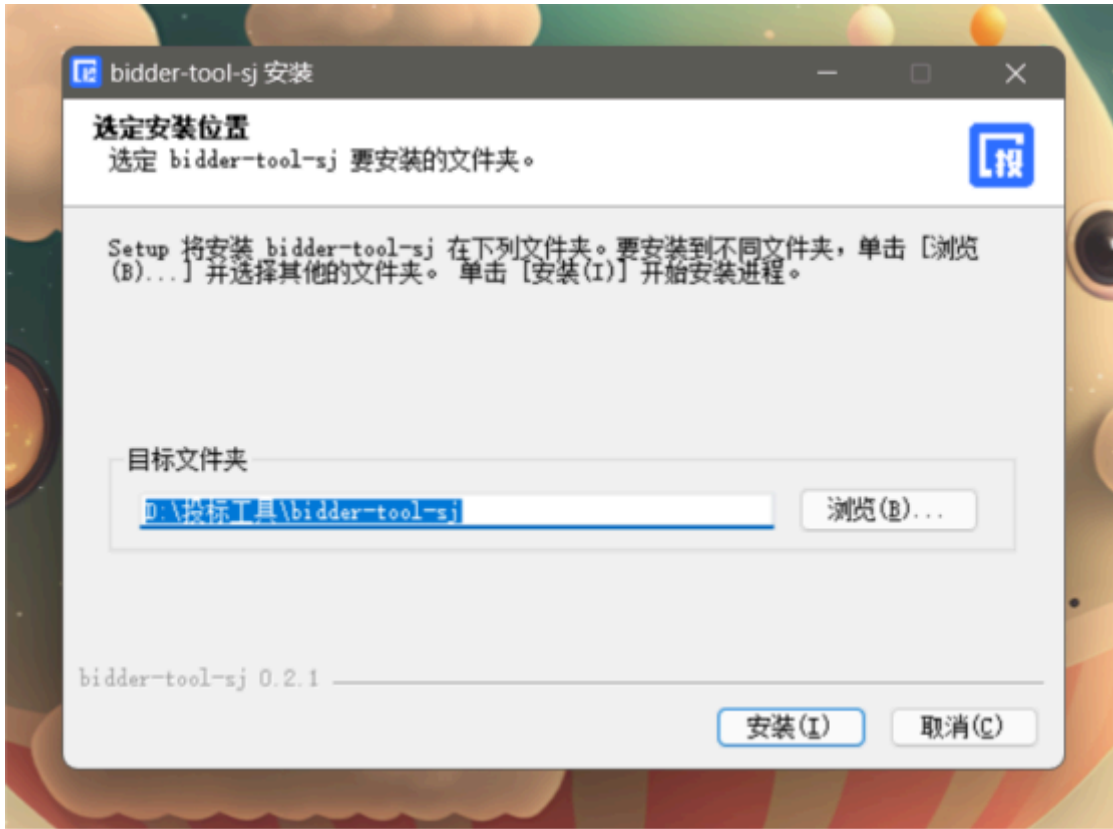 bidder-tool-sj 安装
选定安装位置
选定 bidder-tool-sj 要安装的文件夹。
投
Setup 将安装 bidder-tool-sj 在下列文件夹。要安装到不同文件夹，单击 [浏览
(B)...] 并选择其他的文件夹。 单击 [安装(I)] 开始安装进程。
目标文件夹
D:\投标工具\bidder-tool-sj
浏览(B)...
bidder-tool-sj 0.2.1
安装(I)
取消(C)